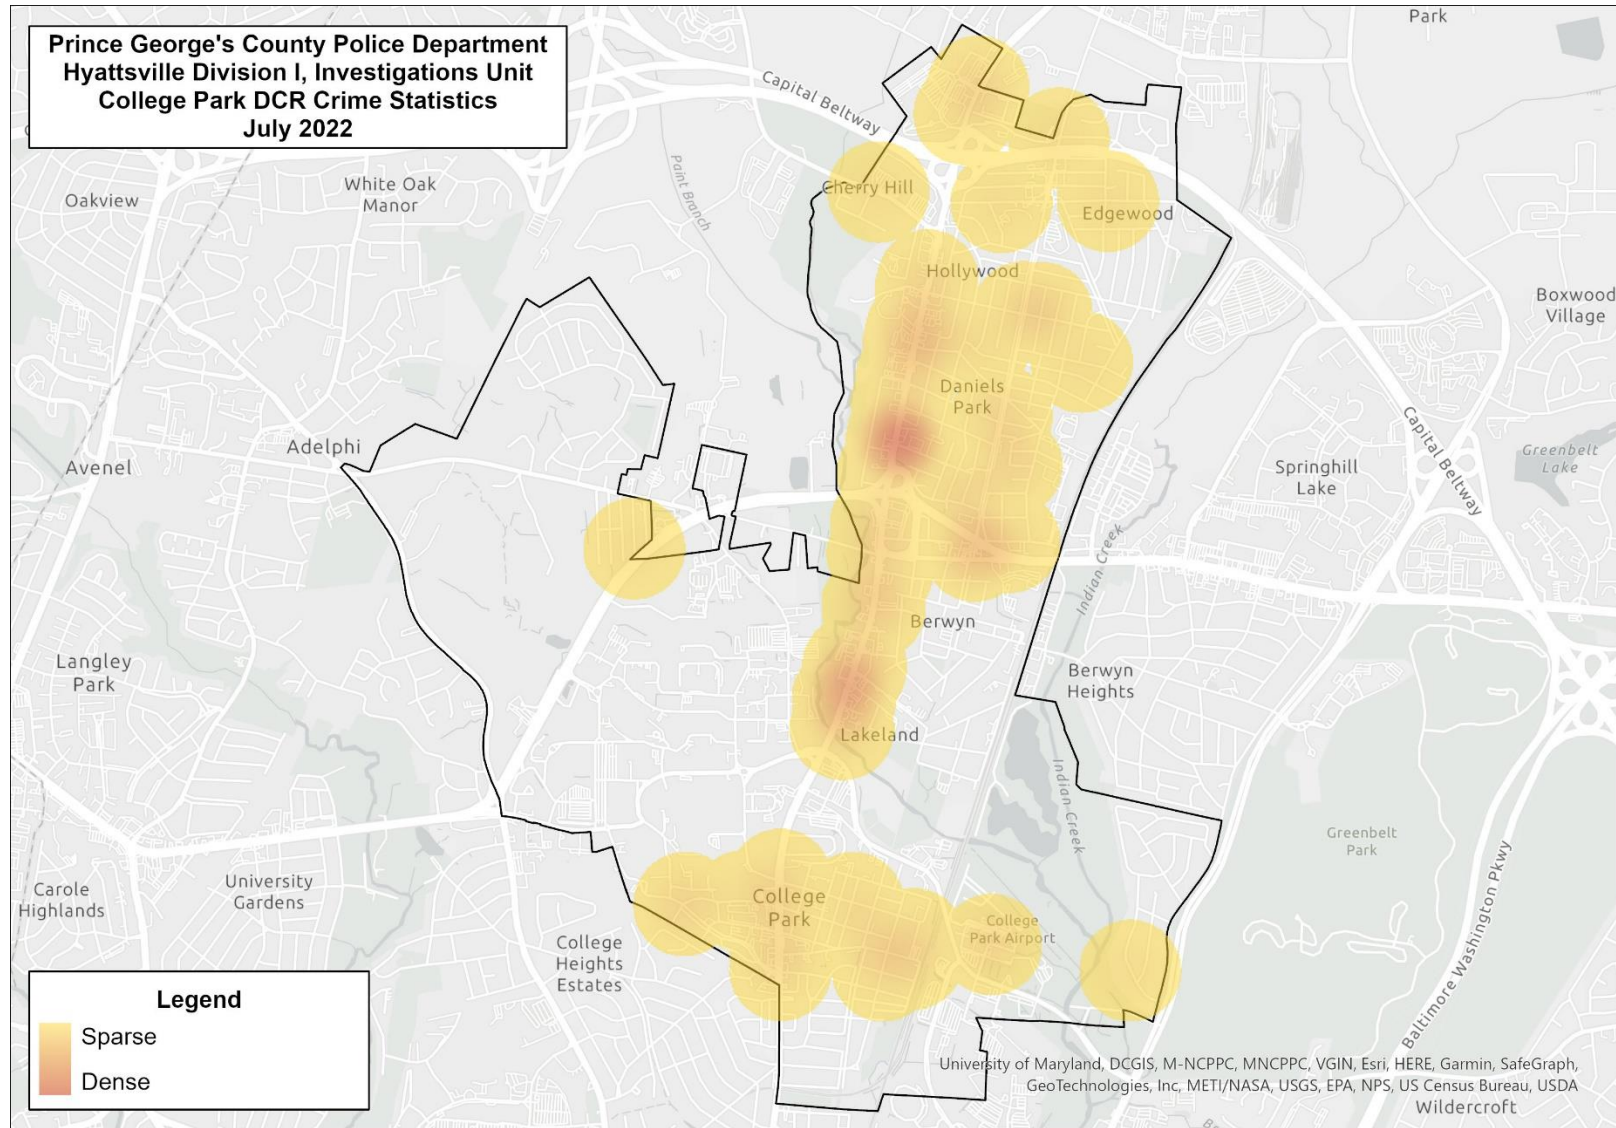 Prince George's County Police Department
Hyattsville Division I, Investigations Unit
College Park DCR Crime Statistics
July 2022
Park
Capital Beltway
Paint Branch
White Oak
Manor
Oakview
Cherry Hill
Edgewood
Hollywood
Boxwood
Village
Daniels
Park
Adelphi
Avenel
Capital Beltway
Springhill
Lake
Greenbelt
Lake
Indian Creek
Berwyn
Langley
Park
Berwyn
Heights
Lakeland
Indian Creek
Greenbelt
Park
Baltimore Washington Pkwy
Carole
Highlands
University
Gardens
College
Park
College
Park Airport
College
Heights
Estates
Legend
Sparse
Dense
University of Maryland, DCGIS, M-NCPPC, MNCPPC, VGIN, Esri, HERE, Garmin, SafeGraph,
GeoTechnologies, Inc, METI/NASA, USGS, EPA, NPS, US Census Bureau, USDA
Wildercroft